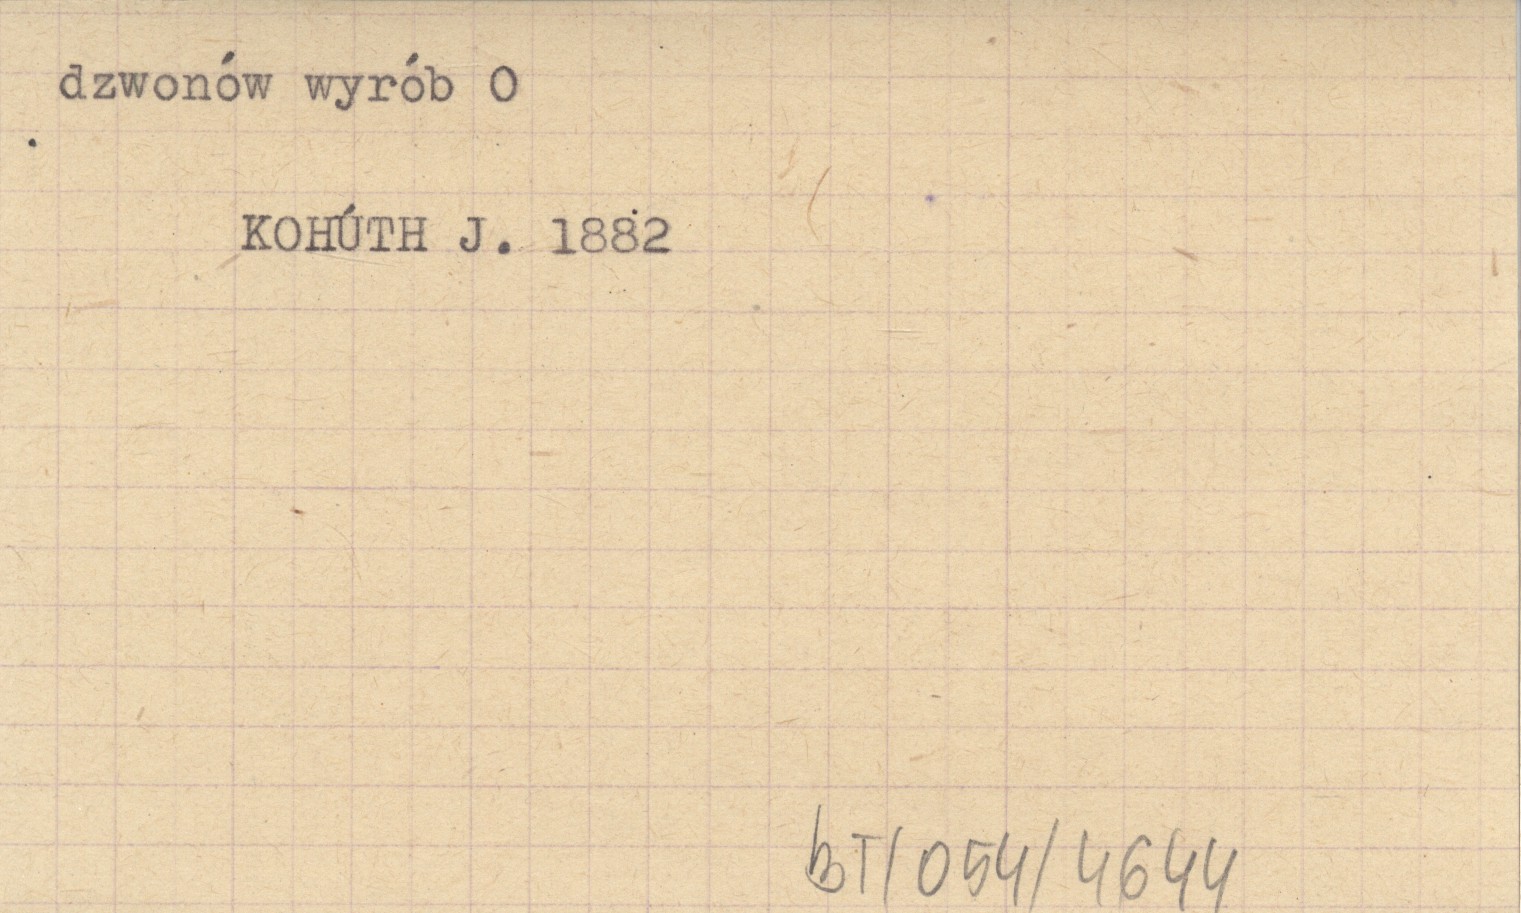 dzwonów wyrób O
KOHÚTH J. 1882
bT/054/4644